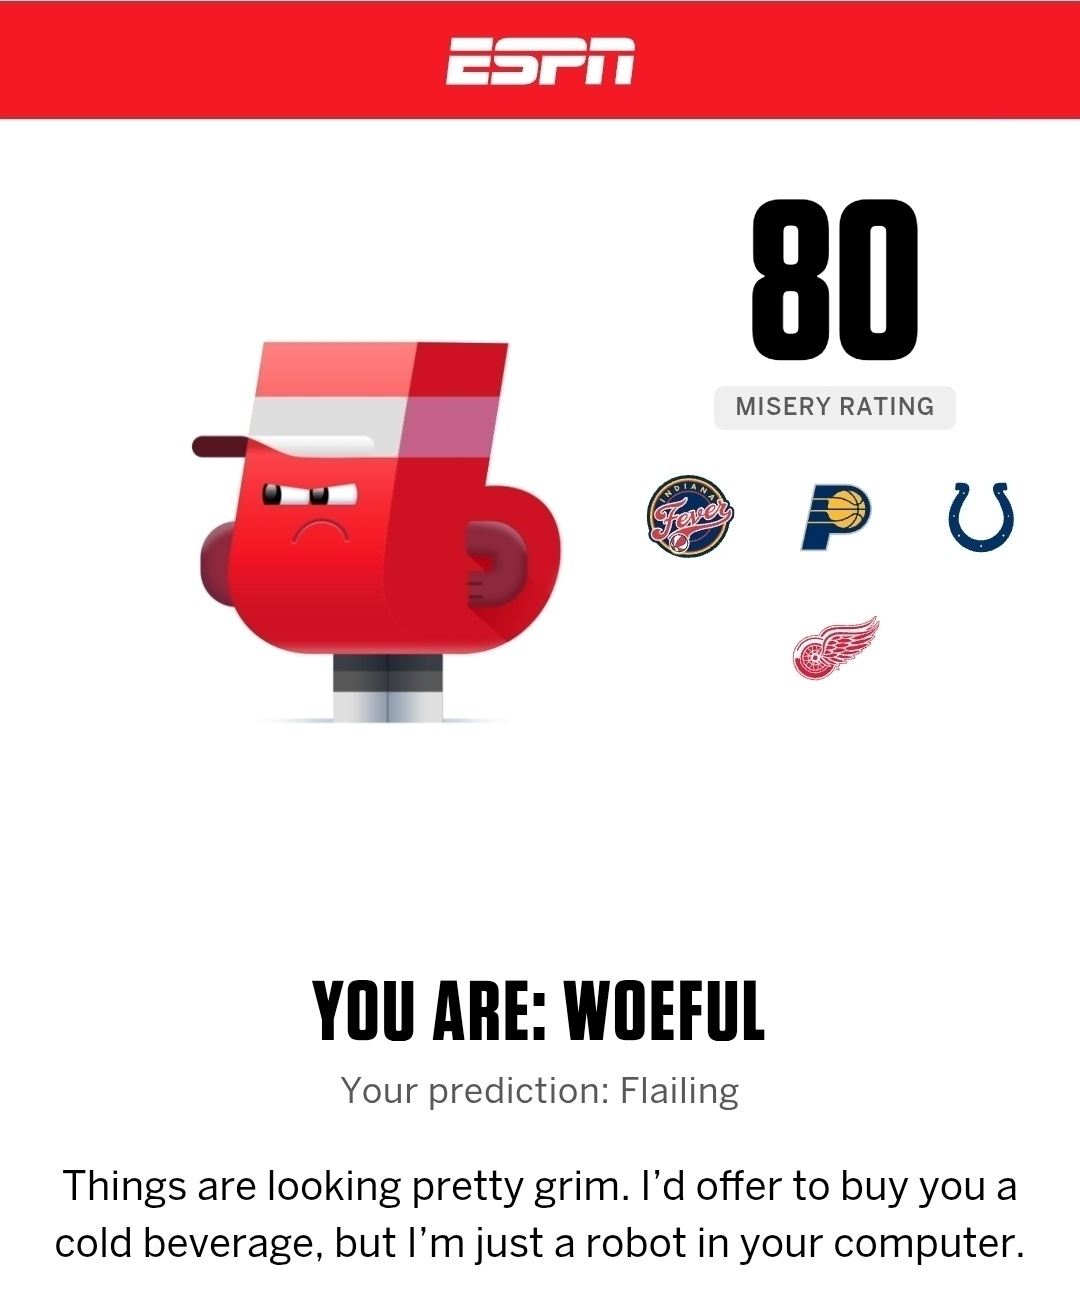 ESPN
80
MISERY RATING
INDIANA
Fever
YOU ARE: WOEFUL
Your prediction: Flailing
Things are looking pretty grim. I’d offer to buy you a
cold beverage, but I’m just a robot in your computer.